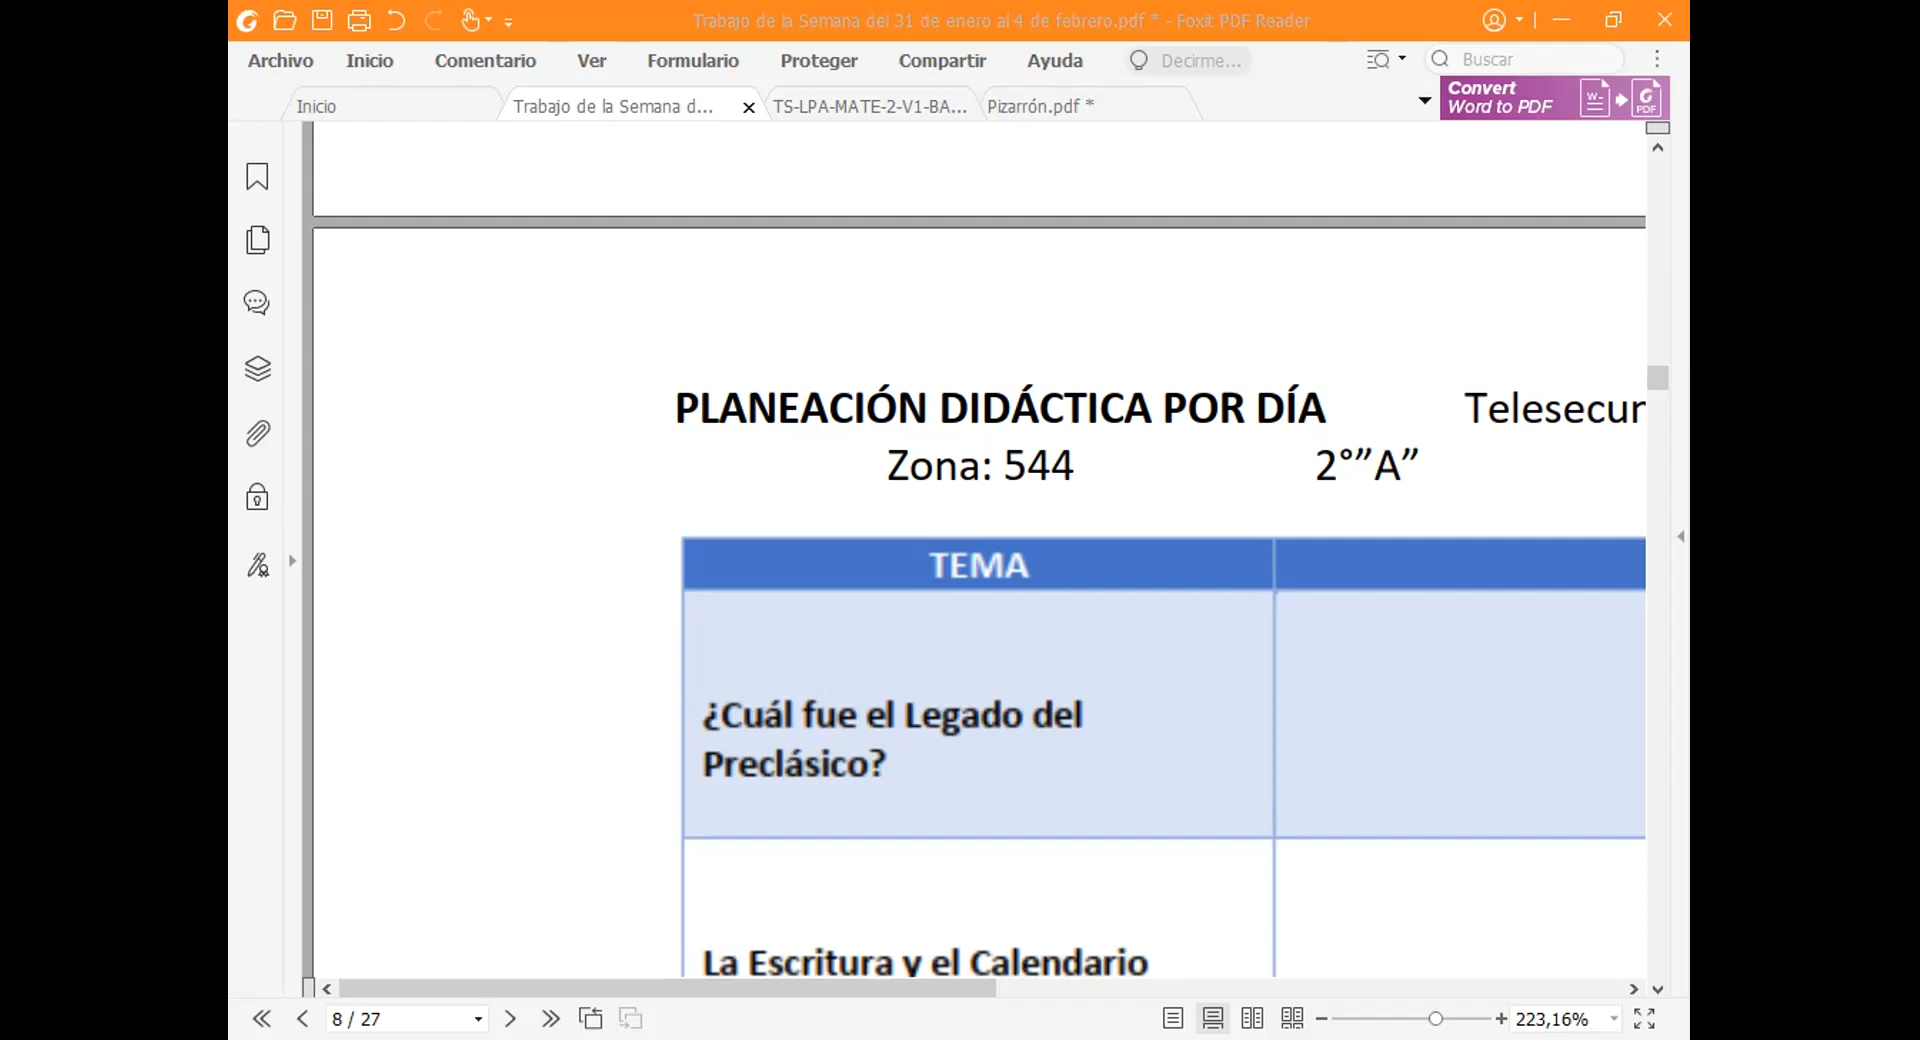 Trabajo de la Semana del 31 de enero al 4 de febrero.pdf * - Foxit PDF Reader
Archivo Inicio Comentario Ver Formulario Proteger Compartir Ayuda Decirme... Buscar
Inicio Trabajo de la Semana d... TS-LPA-MATE-2-V1-BA... Pizarrón.pdf *
Convert
Word to PDF
W
PDF
PLANEACIÓN DIDÁCTICA POR DÍA Telesecur
Zona: 544 2°”A”
TEMA
¿Cuál fue el Legado del
Preclásico?
La Escritura y el Calendario
8 / 27 223,16%